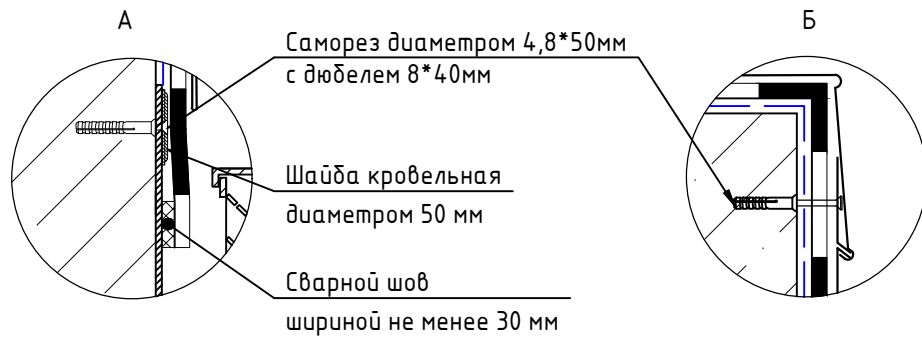 А
Б
Саморез диаметром 4,8*50мм
с дюбелем 8*40мм
Шайба кровельная
диаметром 50 мм
Сварной шов
шириной не менее 30 мм